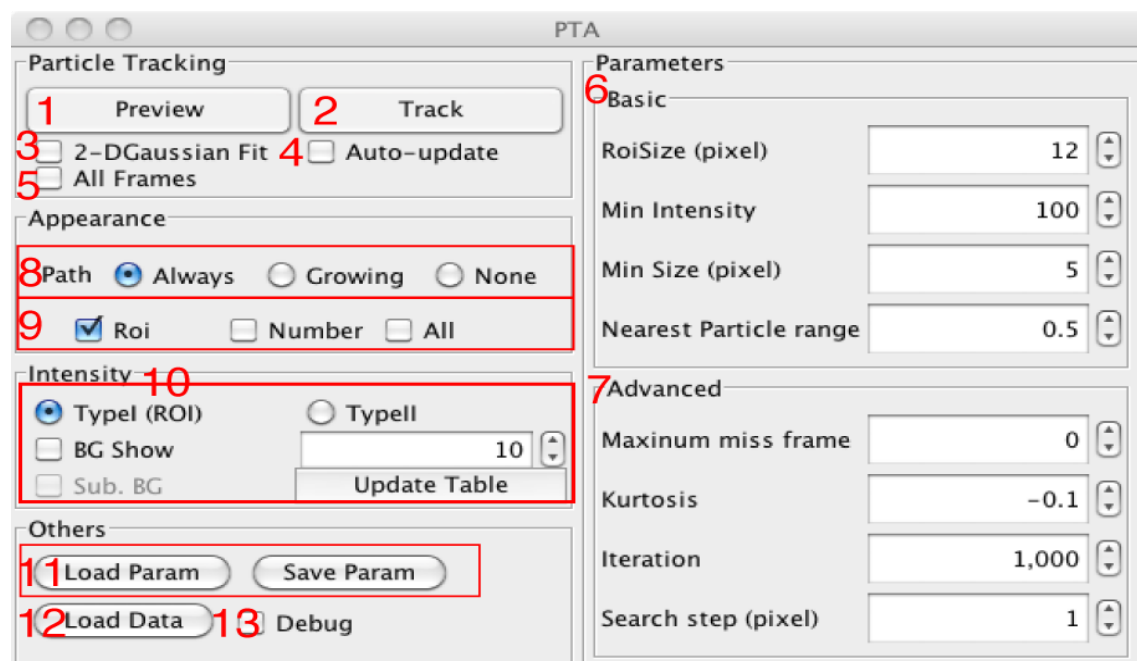 PTA
Particle Tracking
1 Preview 2 Track
3 2-DGaussian Fit 4 Auto-update
5 All Frames
Appearance
8 Path Always Growing None
9 Roi Number All
Intensity 10
TypeI (ROI) TypeII
BG Show 10
Sub. BG Update Table
Others
11 Load Param Save Param
12 Load Data 13 Debug
Parameters
6 Basic
RoiSize (pixel) 12
Min Intensity 100
Min Size (pixel) 5
Nearest Particle range 0.5
7 Advanced
Maxinum miss frame 0
Kurtosis -0.1
Iteration 1,000
Search step (pixel) 1